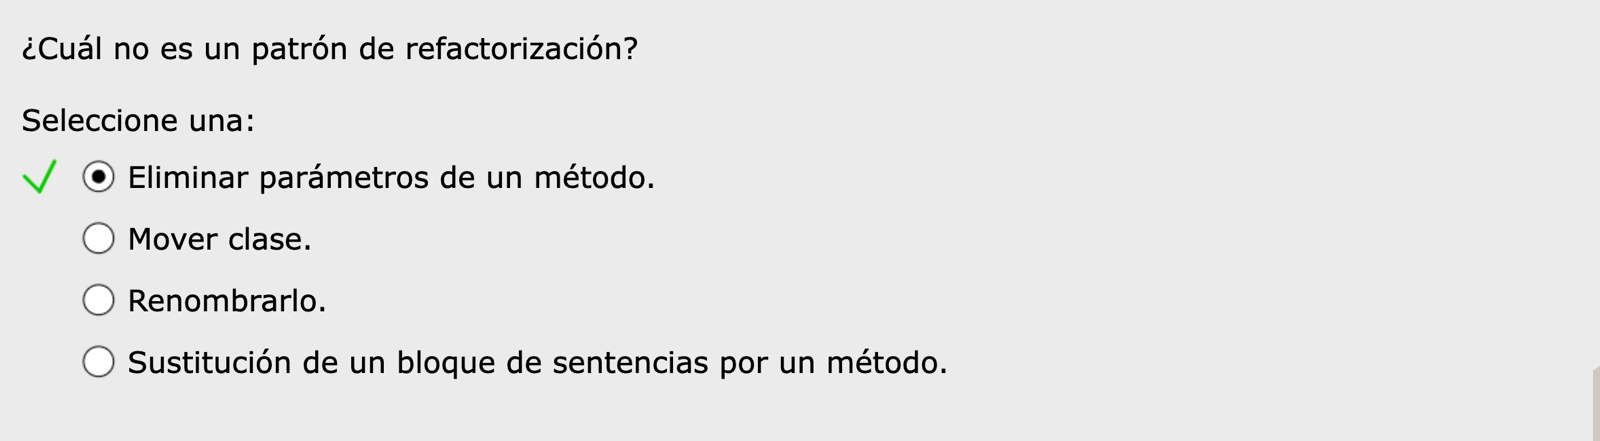 ¿Cuál no es un patrón de refactorización?
Seleccione una:
Eliminar parámetros de un método.
Mover clase.
Renombrarlo.
Sustitución de un bloque de sentencias por un método.